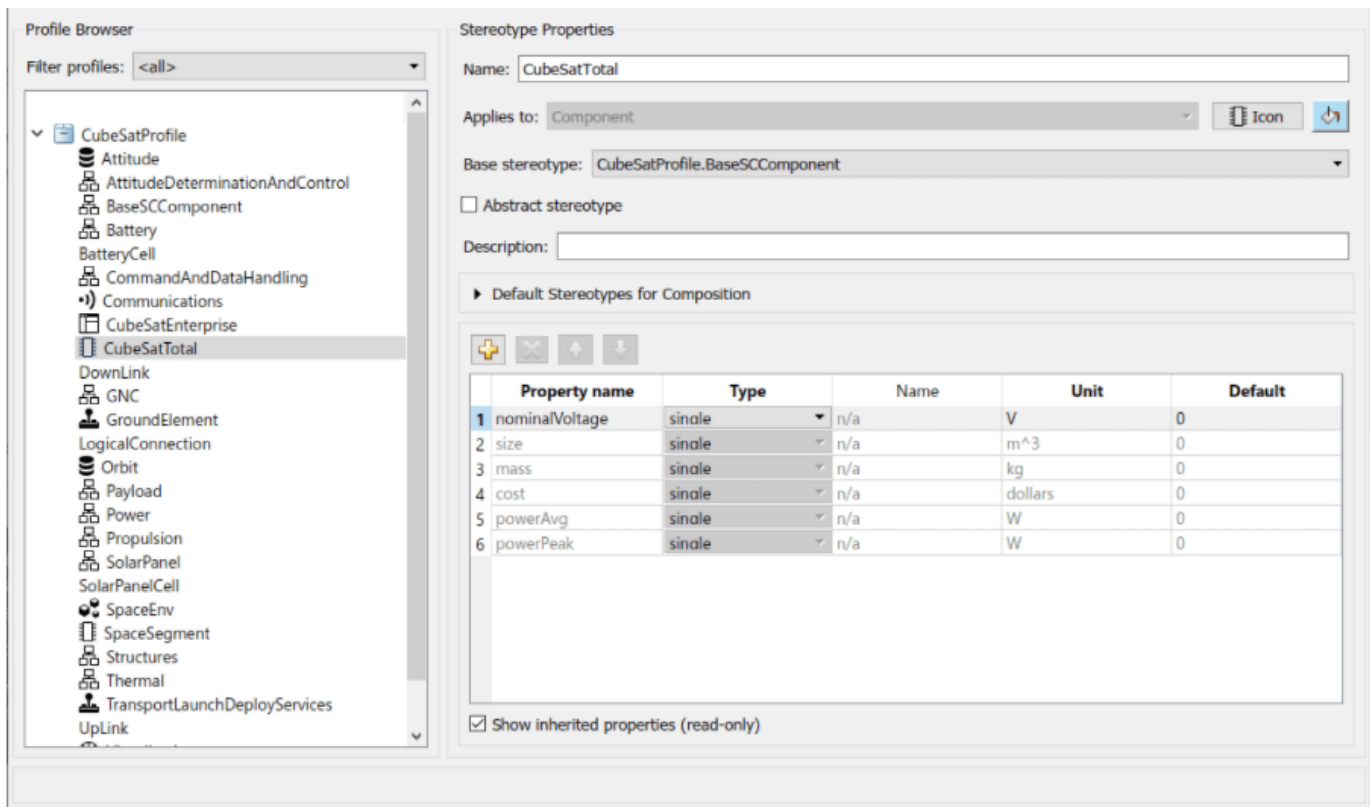 Profile Browser
Filter profiles: <all>
CubeSatProfile
Attitude
AttitudeDeterminationAndControl
BaseSCComponent
Battery
BatteryCell
CommandAndDataHandling
Communications
CubeSatEnterprise
CubeSatTotal
DownLink
GNC
GroundElement
LogicalConnection
Orbit
Payload
Power
Propulsion
SolarPanel
SolarPanelCell
SpaceEnv
SpaceSegment
Structures
Thermal
TransportLaunchDeployServices
UpLink
Stereotype Properties
Name: CubeSatTotal
Applies to: Component Icon
Base stereotype: CubeSatProfile.BaseSCComponent
Abstract stereotype
Description:
Default Stereotypes for Composition
Property name Type Name Unit Default
1 nominalVoltage single n/a V 0
2 size single n/a m^3 0
3 mass single n/a kg 0
4 cost single n/a dollars 0
5 powerAvg single n/a W 0
6 powerPeak single n/a W 0
Show inherited properties (read-only)